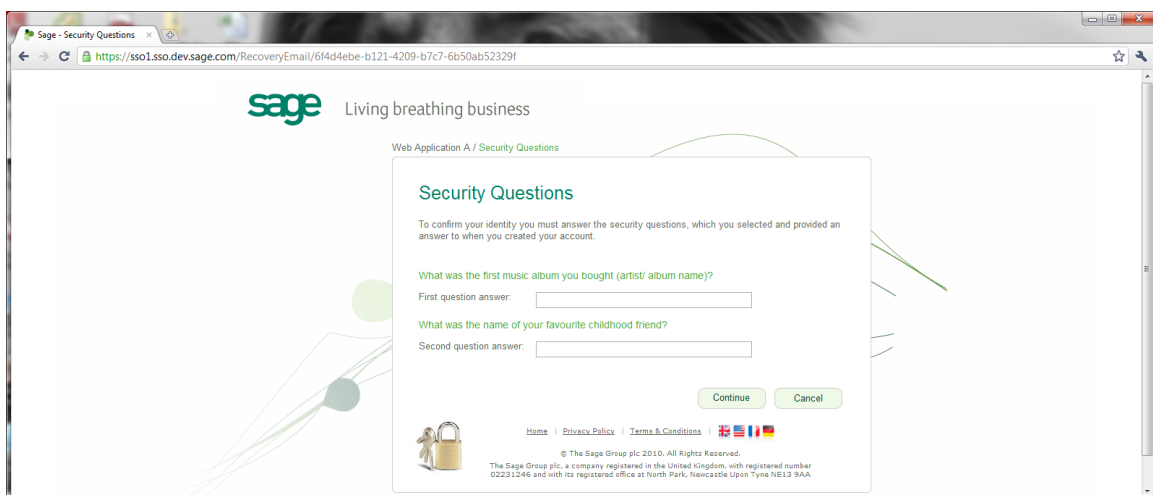 Sage - Security Questions
https://sso1.sso.dev.sage.com/RecoveryEmail/6f4d4ebe-b121-4209-b7c7-6b50ab52329f
sage Living breathing business
Web Application A / Security Questions
Security Questions
To confirm your identity you must answer the security questions, which you selected and provided an
answer to when you created your account.
What was the first music album you bought (artist/ album name)?
First question answer:
What was the name of your favourite childhood friend?
Second question answer:
Continue Cancel
Home | Privacy Policy | Terms & Conditions |
© The Sage Group plc 2010. All Rights Reserved.
The Sage Group plc, a company registered in the United Kingdom, with registered number
02231246 and with its registered office at North Park, Newcastle Upon Tyne NE13 9AA